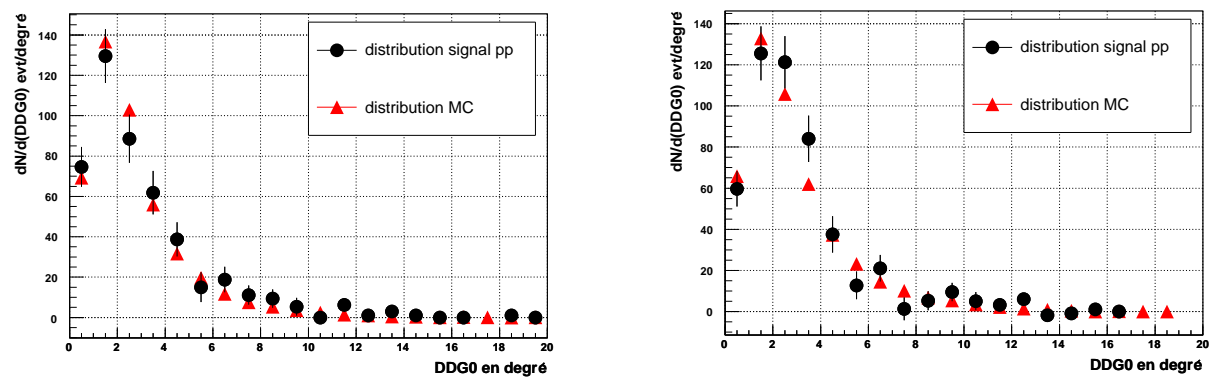 dN/d(DDG0) evt/degré
140
120
100
80
60
40
20
0
0 2 4 6 8 10 12 14 16 18 20
DDG0 en degré
distribution signal pp
distribution MC
dN/d(DDG0) evt/degré
140
120
100
80
60
40
20
0
0 2 4 6 8 10 12 14 16 18 20
DDG0 en degré
distribution signal pp
distribution MC